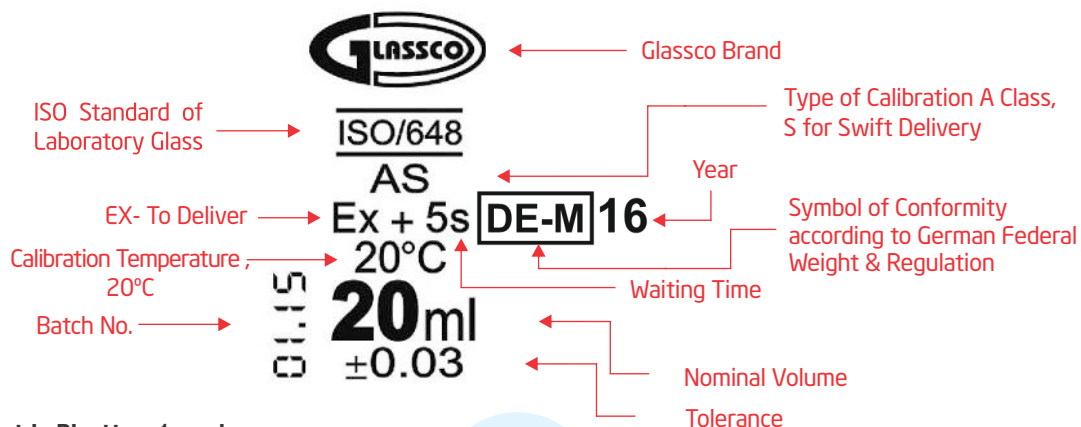 GLASSCO
Glassco Brand
ISO Standard of
Laboratory Glass
ISO/648
Type of Calibration A Class,
S for Swift Delivery
AS
Year
EX- To Deliver
Ex + 5s DE-M 16
Symbol of Conformity
according to German Federal
Weight & Regulation
Calibration Temperature ,
20°C
20°C
Waiting Time
Batch No.
01.15
20ml
±0.03
Nominal Volume
Tolerance